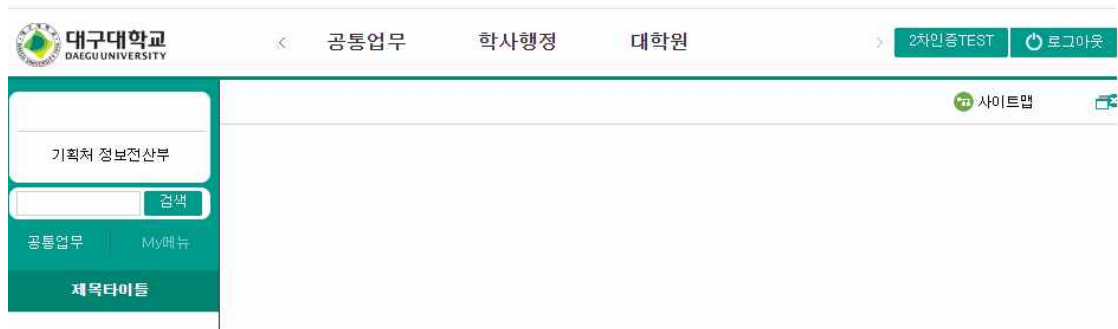 대구대학교
DAEGU UNIVERSITY
공통업무 학사행정 대학원 2차인증TEST 로그아웃
사이트맵
기획처 정보전산부
검색
공통업무 My메뉴
제목타이틀